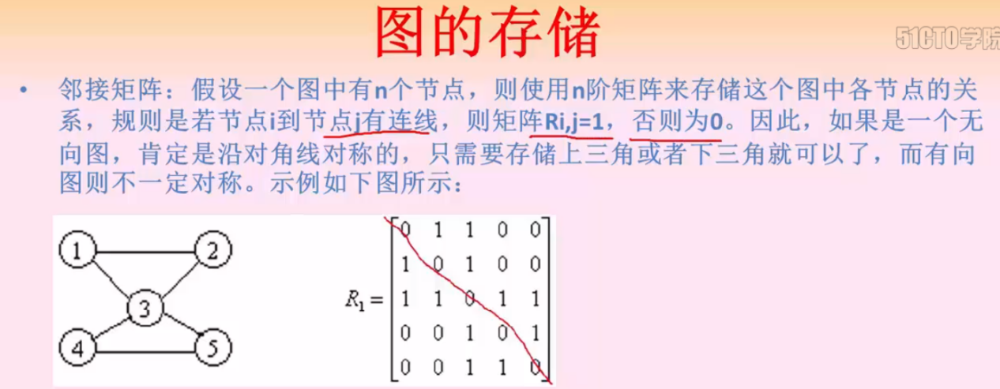 图的存储
51CTO学院
• 邻接矩阵：假设一个图中有n个节点，则使用n阶矩阵来存储这个图中各节点的关
系，规则是若节点i到节点j有连线，则矩阵Ri,j=1，否则为0。因此，如果是一个无
向图，肯定是沿对角线对称的，只需要存储上三角或者下三角就可以了，而有向
图则不一定对称。示例如下图所示：
1 2
3
4 5
0 1 1 0 0
1 0 1 0 0
R1= 1 1 0 1 1
0 0 1 0 1
0 0 1 1 0